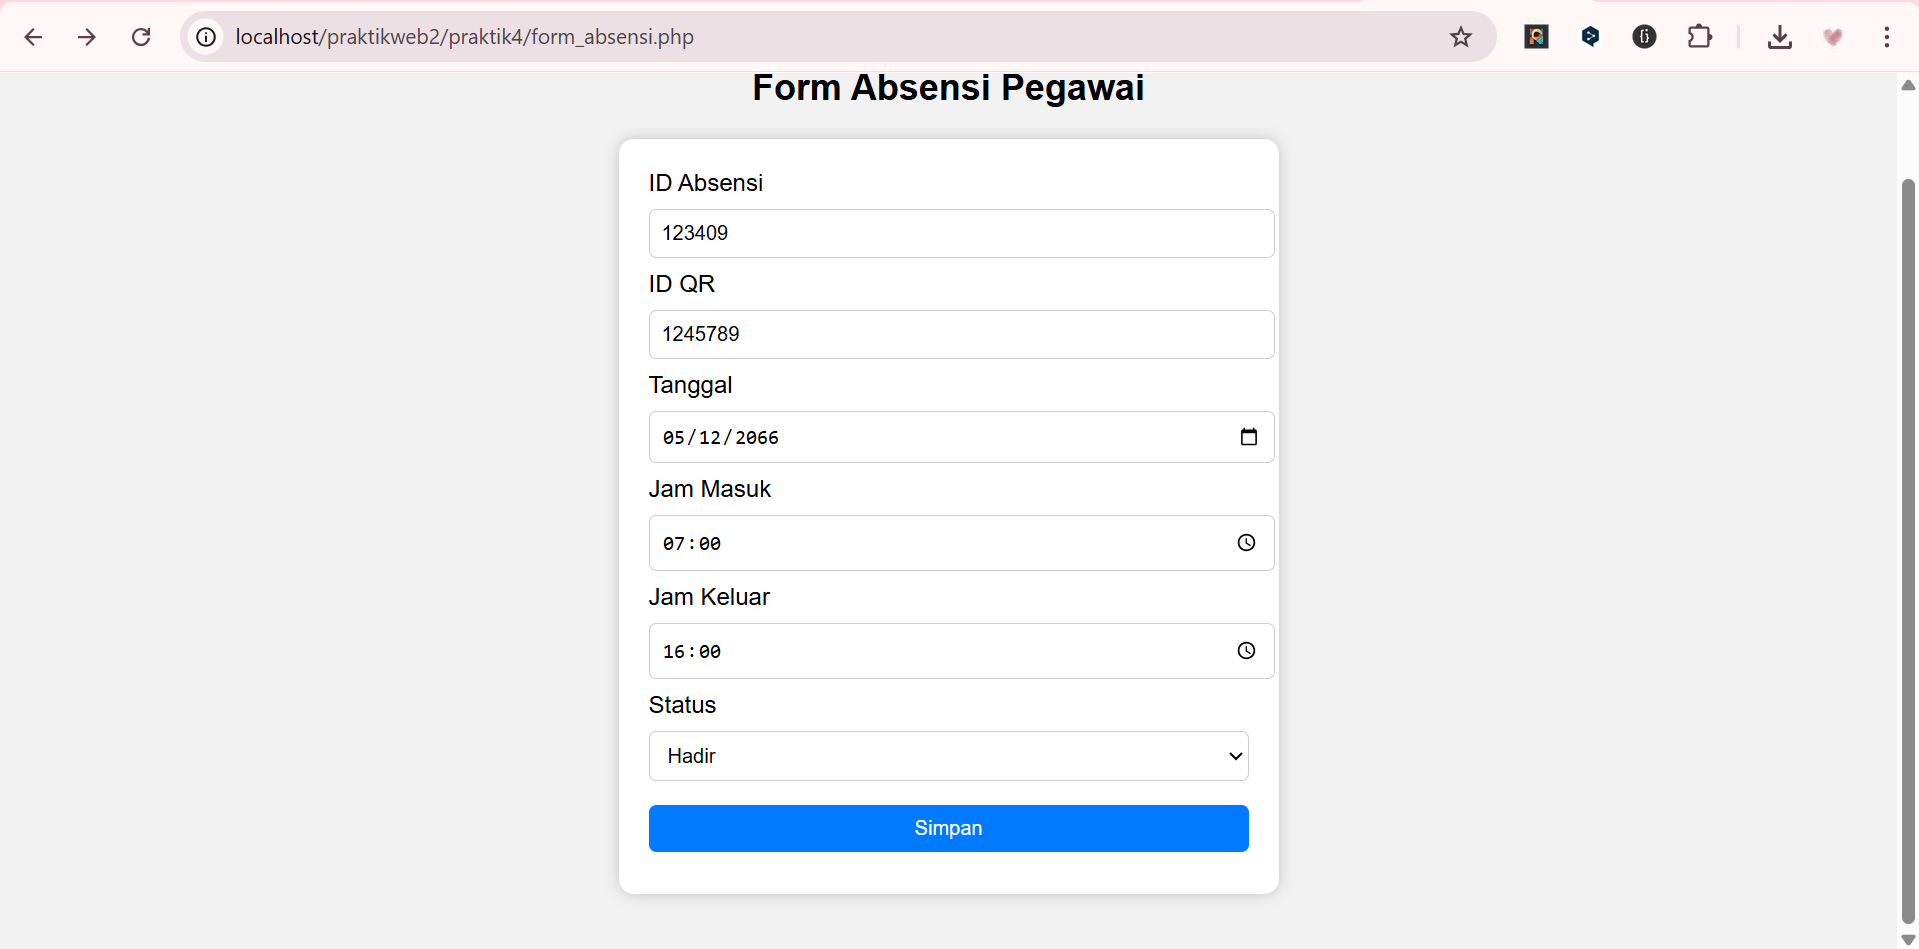 localhost/praktikweb2/praktik4/form_absensi.php
Form Absensi Pegawai
ID Absensi
123409
ID QR
1245789
Tanggal
05/12/2066
Jam Masuk
07:00
Jam Keluar
16:00
Status
Hadir
Simpan